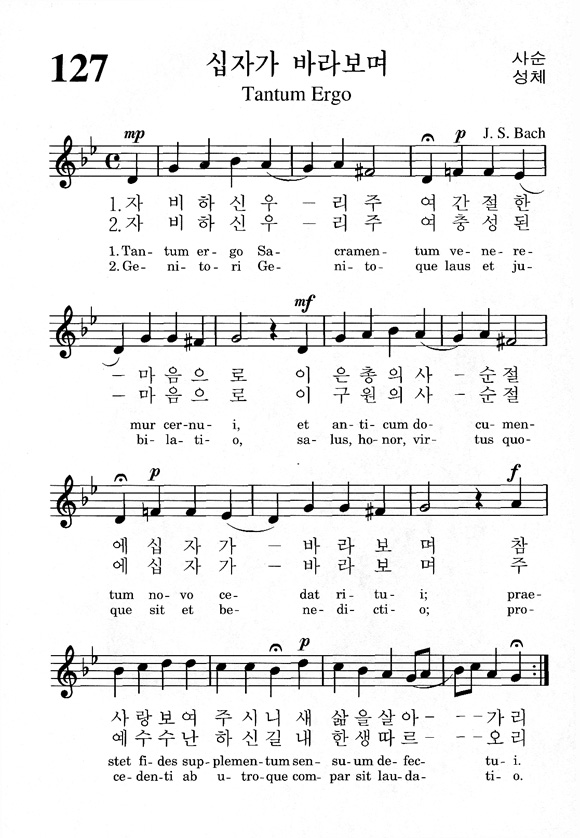 127
십자가 바라보며
사순
성체
Tantum Ergo
mp
p
J. S. Bach
1.자 비 하 신 우 – 리 주 여 간 절 한
2.자 비 하 신 우 – 리 주 여 충 성 된
1.Tan- tum er- go Sa- cramen- tum ve- ne- re-
2.Ge- ni- to- ri Ge- ni- to- que laus et ju-
mf
– 마 음 으 로 이 은 총 의 사 – 순 절
– 마 음 으 로 이 구 원 의 사 – 순 절
mur cer-nu- i, et an-ti-cum do- cu-men-
bi-la-ti- o, sa-lus, ho-nor, vir- tus quo-
p
f
에 십 자 가 – 바 라 보 며 참
에 십 자 가 – 바 라 보 며 주
tum no- vo ce- dat ri- tu- i; prae-
que sit et be- ne- di- cti- o; pro-
p
사 랑 보 여 주 시 니 새 삶 을 살 아 – – – 가 리
예 수 수 난 하 신 길 내 한 생 따 르 – – – 오 리
stet fi- des sup- plemen- tum sen- su-um de- fec- tu- i.
ce-den-ti ab u- tro-que com- par sit lau-da- ti- o.